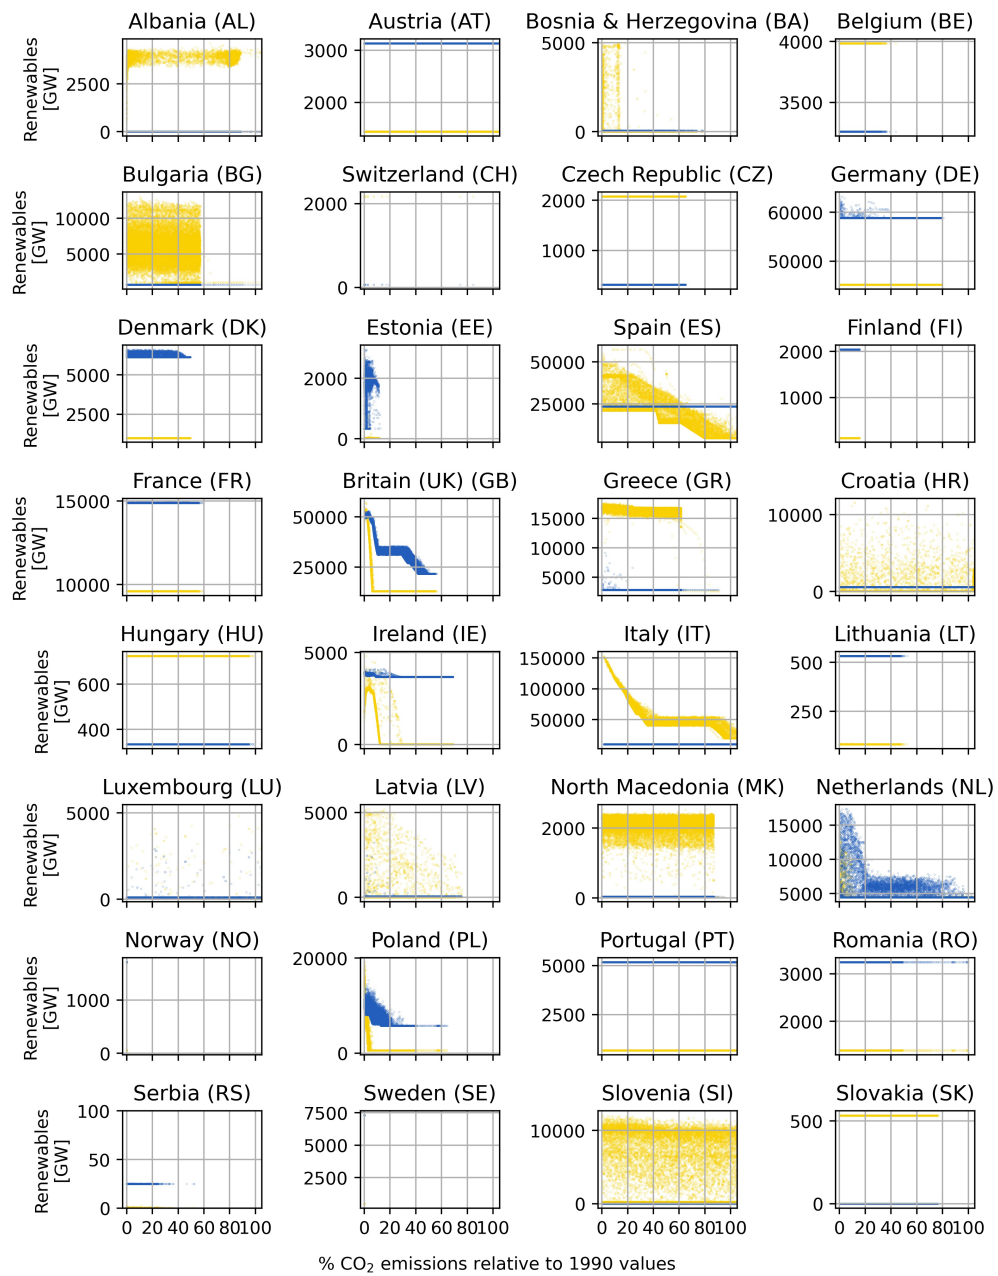 Albania (AL) Austria (AT) Bosnia & Herzegovina (BA) Belgium (BE)
Renewables
[GW]
2500
0
3000
2000
5000
0
4000
3500
Bulgaria (BG) Switzerland (CH) Czech Republic (CZ) Germany (DE)
Renewables
[GW]
10000
5000
2000
0
2000
1000
60000
50000
Denmark (DK) Estonia (EE) Spain (ES) Finland (FI)
Renewables
[GW]
5000
2500
2000
0
50000
25000
2000
1000
France (FR) Britain (UK) (GB) Greece (GR) Croatia (HR)
Renewables
[GW]
15000
10000
50000
25000
15000
10000
5000
10000
0
Hungary (HU) Ireland (IE) Italy (IT) Lithuania (LT)
Renewables
[GW]
600
400
5000
0
150000
100000
50000
500
250
Luxembourg (LU) Latvia (LV) North Macedonia (MK) Netherlands (NL)
Renewables
[GW]
5000
0
5000
0
2000
0
15000
10000
5000
Norway (NO) Poland (PL) Portugal (PT) Romania (RO)
Renewables
[GW]
1000
0
20000
0
5000
2500
3000
2000
Serbia (RS) Sweden (SE) Slovenia (SI) Slovakia (SK)
Renewables
[GW]
100
50
0
7500
5000
2500
10000
0
500
0
0 20 40 60 80 100 0 20 40 60 80 100 0 20 40 60 80 100 0 20 40 60 80 100
% CO₂ emissions relative to 1990 values